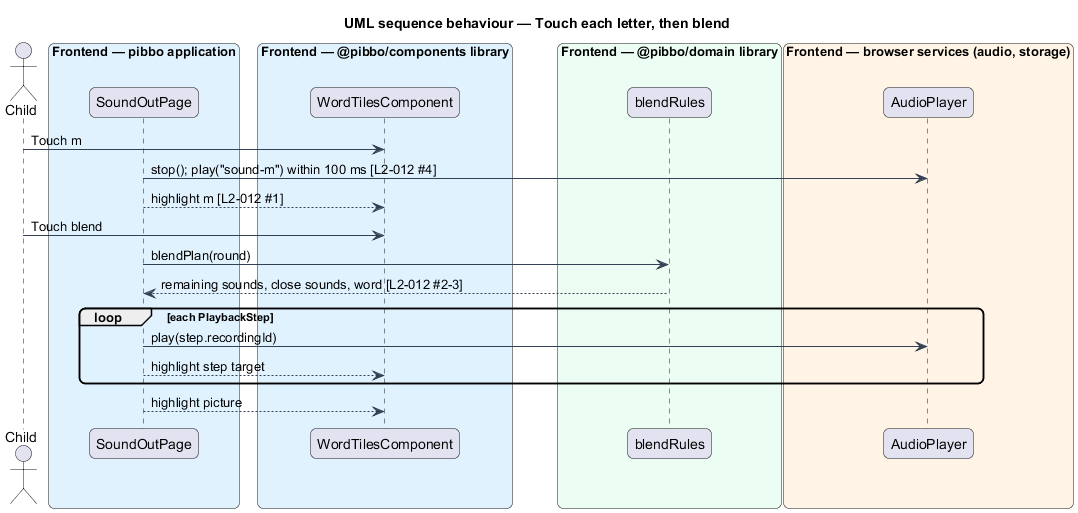 UML sequence behaviour — Touch each letter, then blend
Frontend — pibbo application
Frontend — @pibbo/components library
Frontend — @pibbo/domain library
Frontend — browser services (audio, storage)
Child
SoundOutPage
WordTilesComponent
blendRules
AudioPlayer
Touch m
stop(); play("sound-m") within 100 ms [L2-012 #4]
highlight m [L2-012 #1]
Touch blend
blendPlan(round)
remaining sounds, close sounds, word [L2-012 #2-3]
loop [each PlaybackStep]
play(step.recordingId)
highlight step target
highlight picture
Child
SoundOutPage
WordTilesComponent
blendRules
AudioPlayer